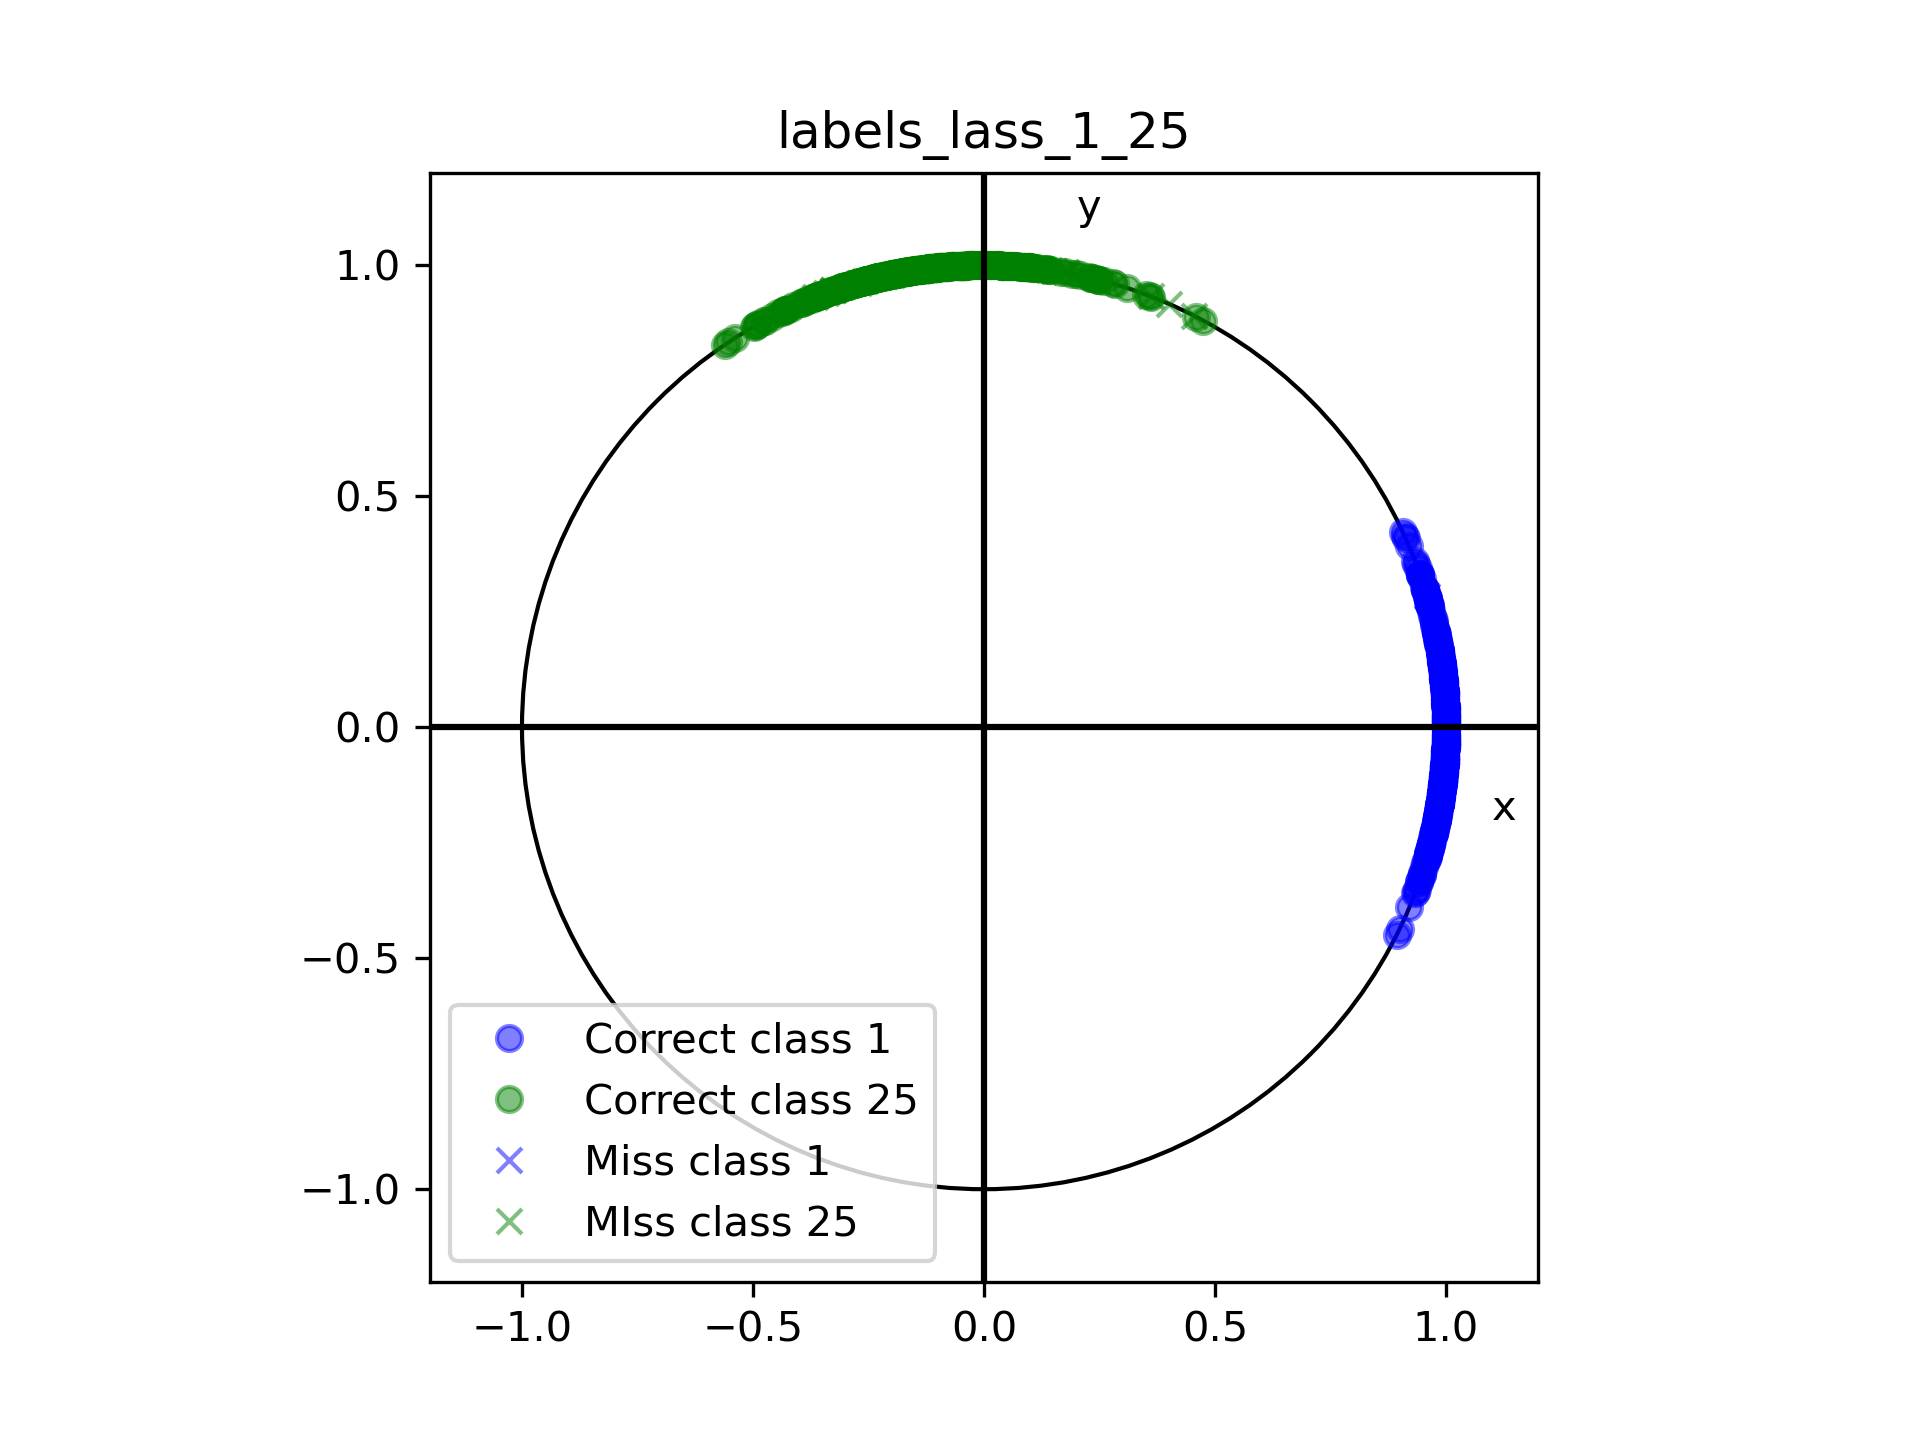 labels_lass_1_25
y
1.0
0.5
0.0
−0.5
−1.0
x
Correct class 1
Correct class 25
Miss class 1
MIss class 25
−1.0 −0.5 0.0 0.5 1.0